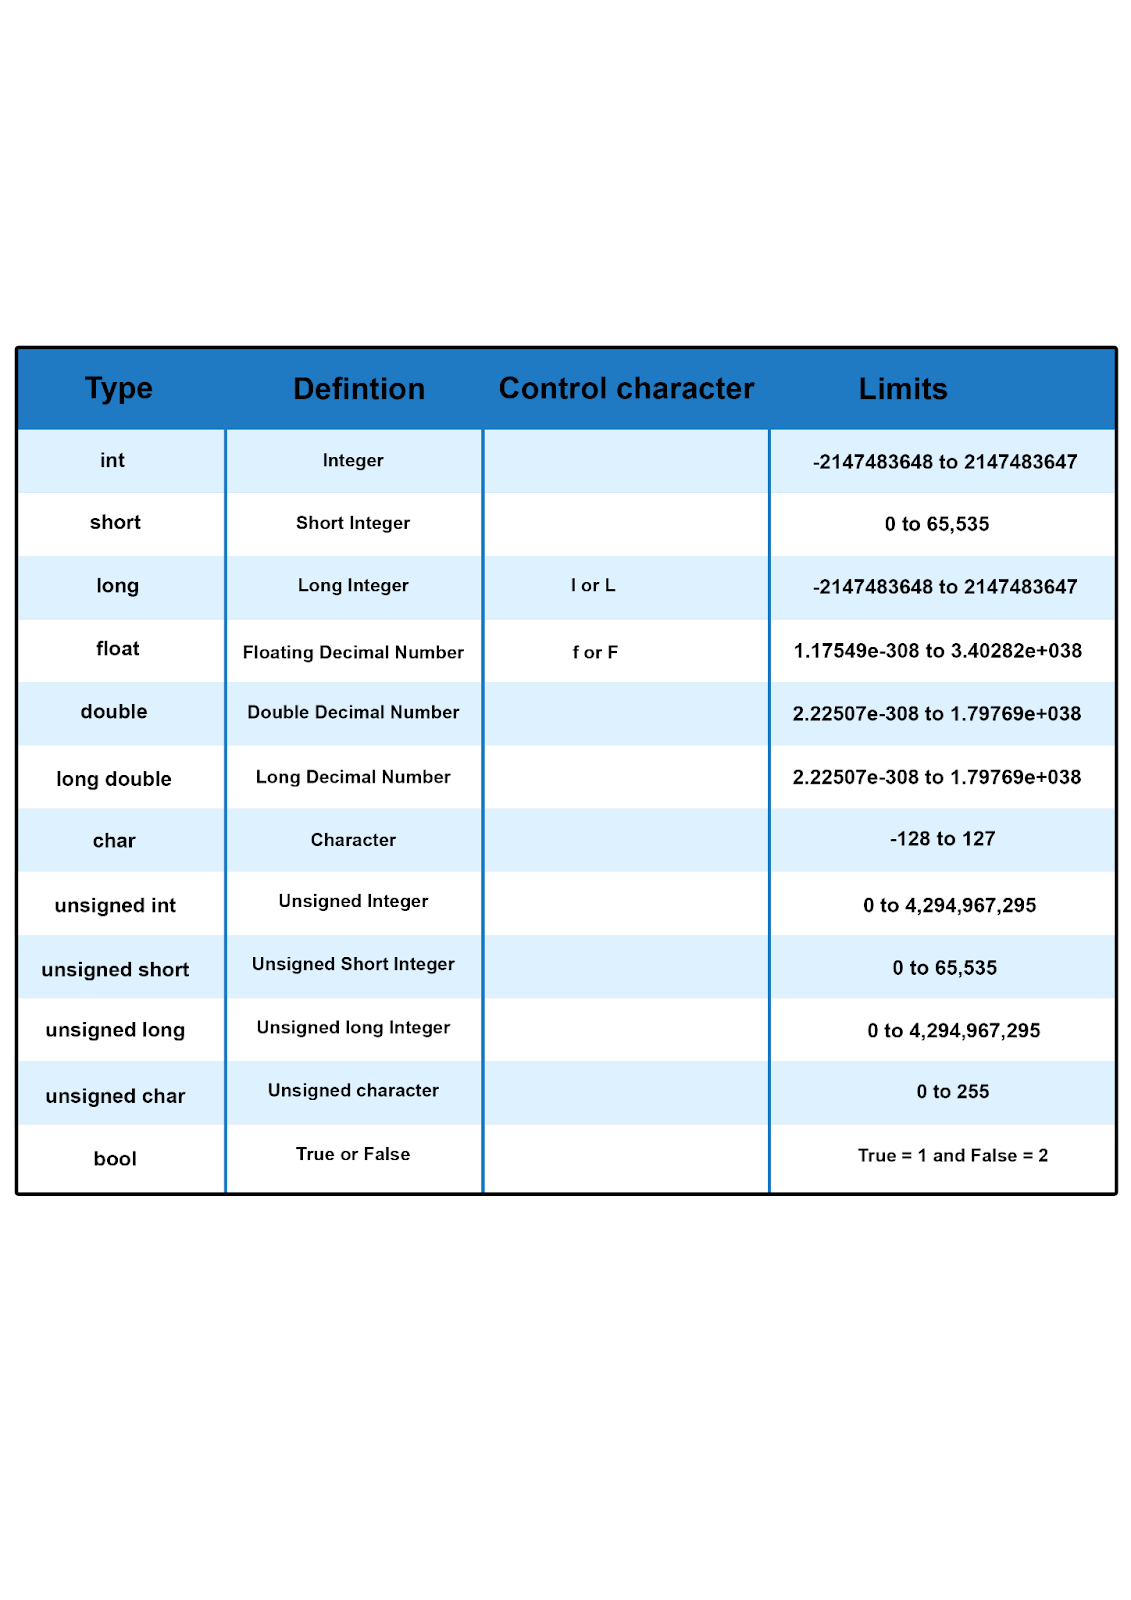 Type Defintion Control character Limits
int Integer -2147483648 to 2147483647
short Short Integer 0 to 65,535
long Long Integer l or L -2147483648 to 2147483647
float Floating Decimal Number f or F 1.17549e-308 to 3.40282e+038
double Double Decimal Number 2.22507e-308 to 1.79769e+038
long double Long Decimal Number 2.22507e-308 to 1.79769e+038
char Character -128 to 127
unsigned int Unsigned Integer 0 to 4,294,967,295
unsigned short Unsigned Short Integer 0 to 65,535
unsigned long Unsigned long Integer 0 to 4,294,967,295
unsigned char Unsigned character 0 to 255
bool True or False True = 1 and False = 2